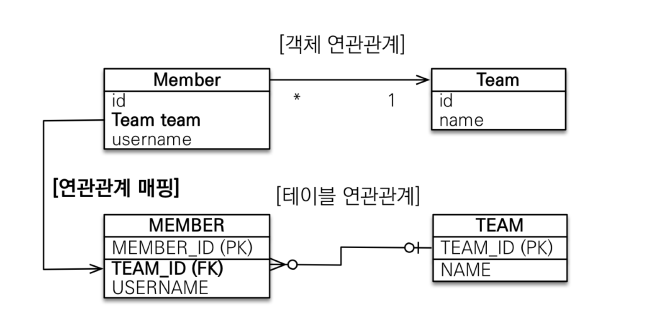 [객체 연관관계]
Member
id
Team team
username
* 1
Team
id
name
[연관관계 매핑]
[테이블 연관관계]
MEMBER
MEMBER_ID (PK)
TEAM_ID (FK)
USERNAME
TEAM
TEAM_ID (PK)
NAME